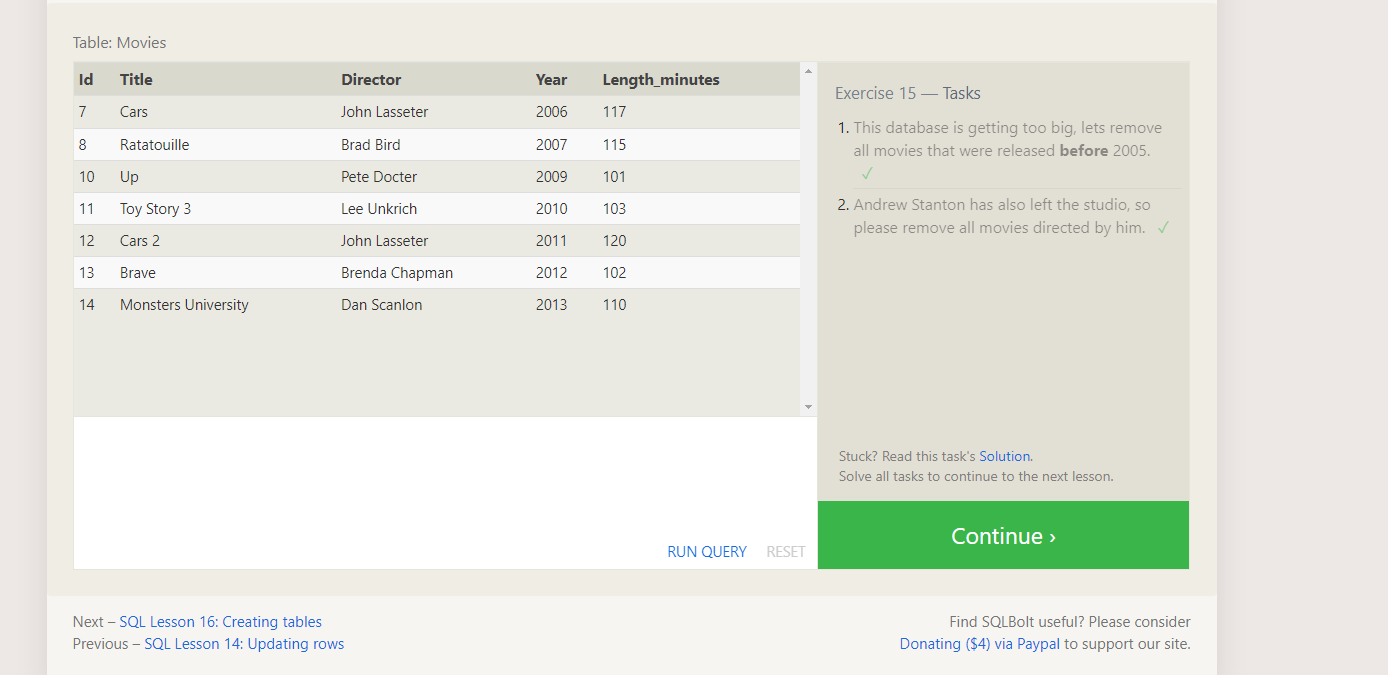 Table: Movies
Id Title Director Year Length_minutes
7 Cars John Lasseter 2006 117
8 Ratatouille Brad Bird 2007 115
10 Up Pete Docter 2009 101
11 Toy Story 3 Lee Unkrich 2010 103
12 Cars 2 John Lasseter 2011 120
13 Brave Brenda Chapman 2012 102
14 Monsters University Dan Scanlon 2013 110
RUN QUERY RESET
Exercise 15 — Tasks
1. This database is getting too big, lets remove
all movies that were released before 2005.
✓
2. Andrew Stanton has also left the studio, so
please remove all movies directed by him. ✓
Stuck? Read this task's Solution.
Solve all tasks to continue to the next lesson.
Continue ›
Next – SQL Lesson 16: Creating tables
Previous – SQL Lesson 14: Updating rows
Find SQLBolt useful? Please consider
Donating ($4) via Paypal to support our site.